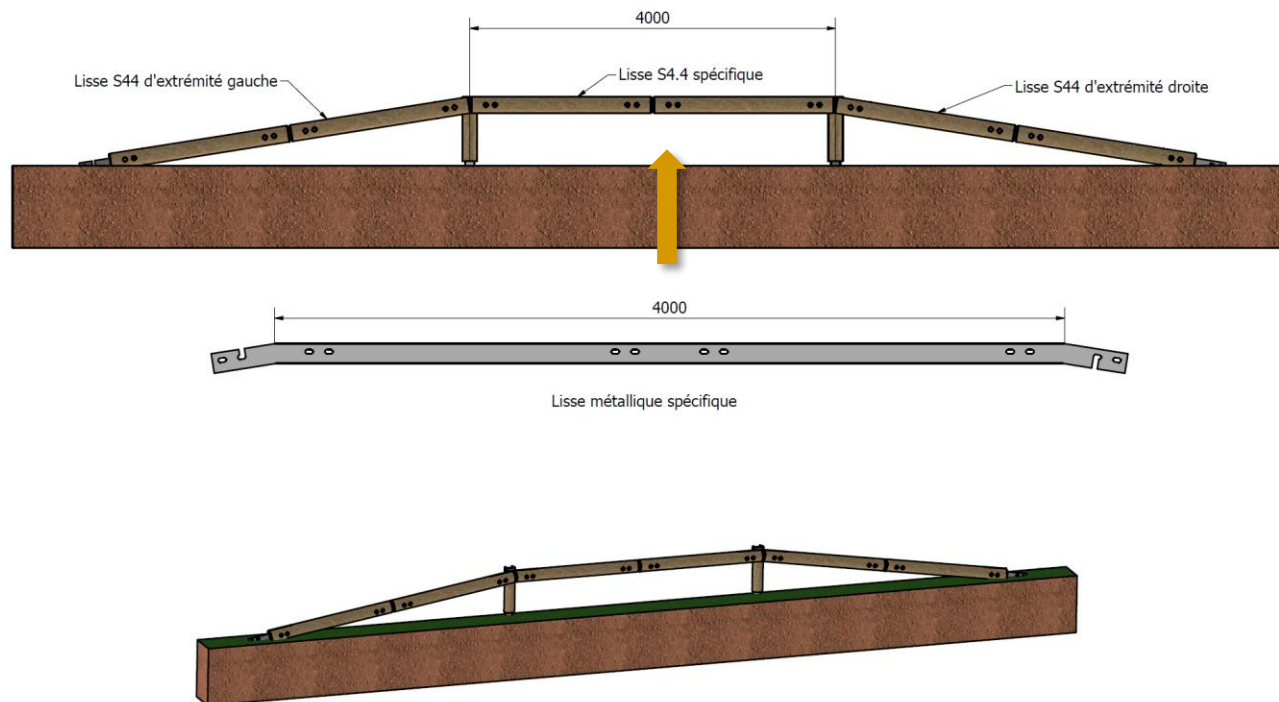 4000
Lisse S44 d'extrémité gauche
Lisse S4.4 spécifique
Lisse S44 d'extrémité droite
4000
Lisse métallique spécifique